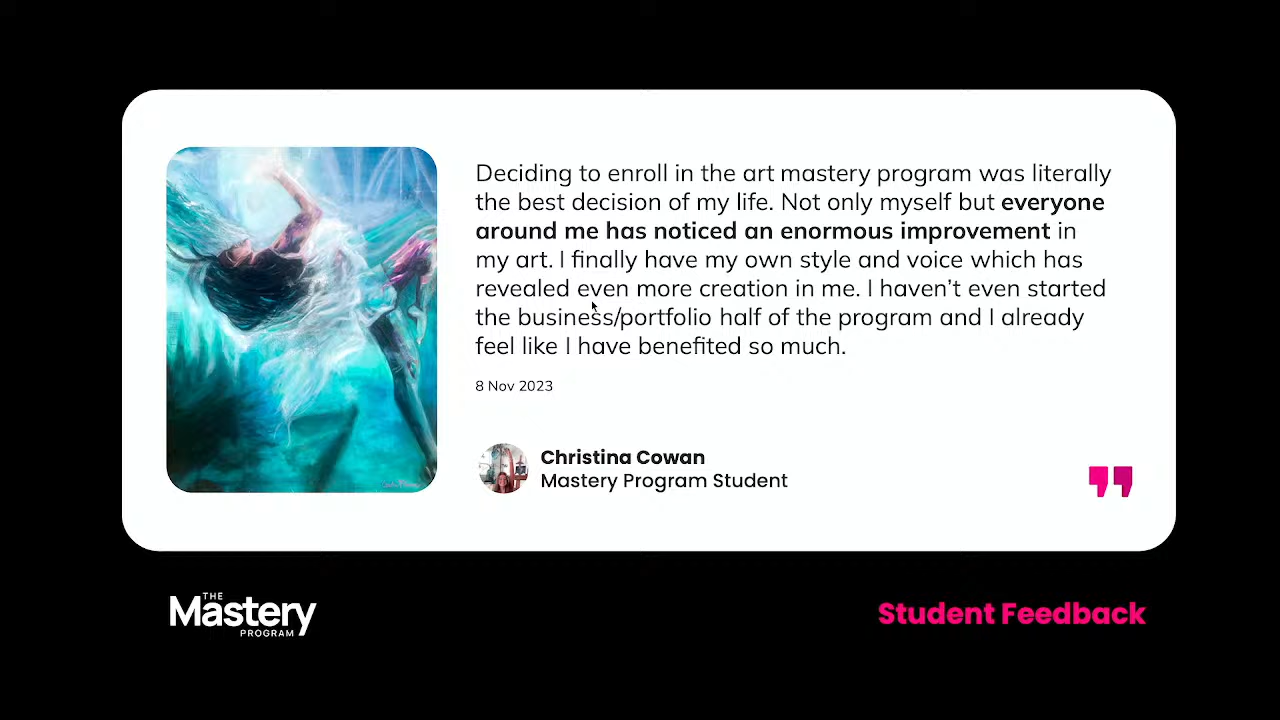 Deciding to enroll in the art mastery program was literally
the best decision of my life. Not only myself but everyone
around me has noticed an enormous improvement in
my art. I finally have my own style and voice which has
revealed even more creation in me. I haven’t even started
the business/portfolio half of the program and I already
feel like I have benefited so much.
8 Nov 2023
Christina Cowan
Mastery Program Student
THE
Mastery
PROGRAM
Student Feedback